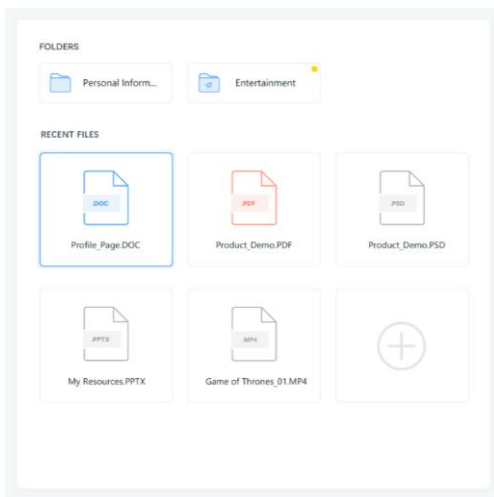 FOLDERS
Personal Inform...
Entertainment
RECENT FILES
.DOC
.PDF
.PSD
Profile_Page.DOC
Product_Demo.PDF
Product_Demo.PSD
.PPTX
.MP4
My Resources.PPTX
Game of Thrones_01.MP4